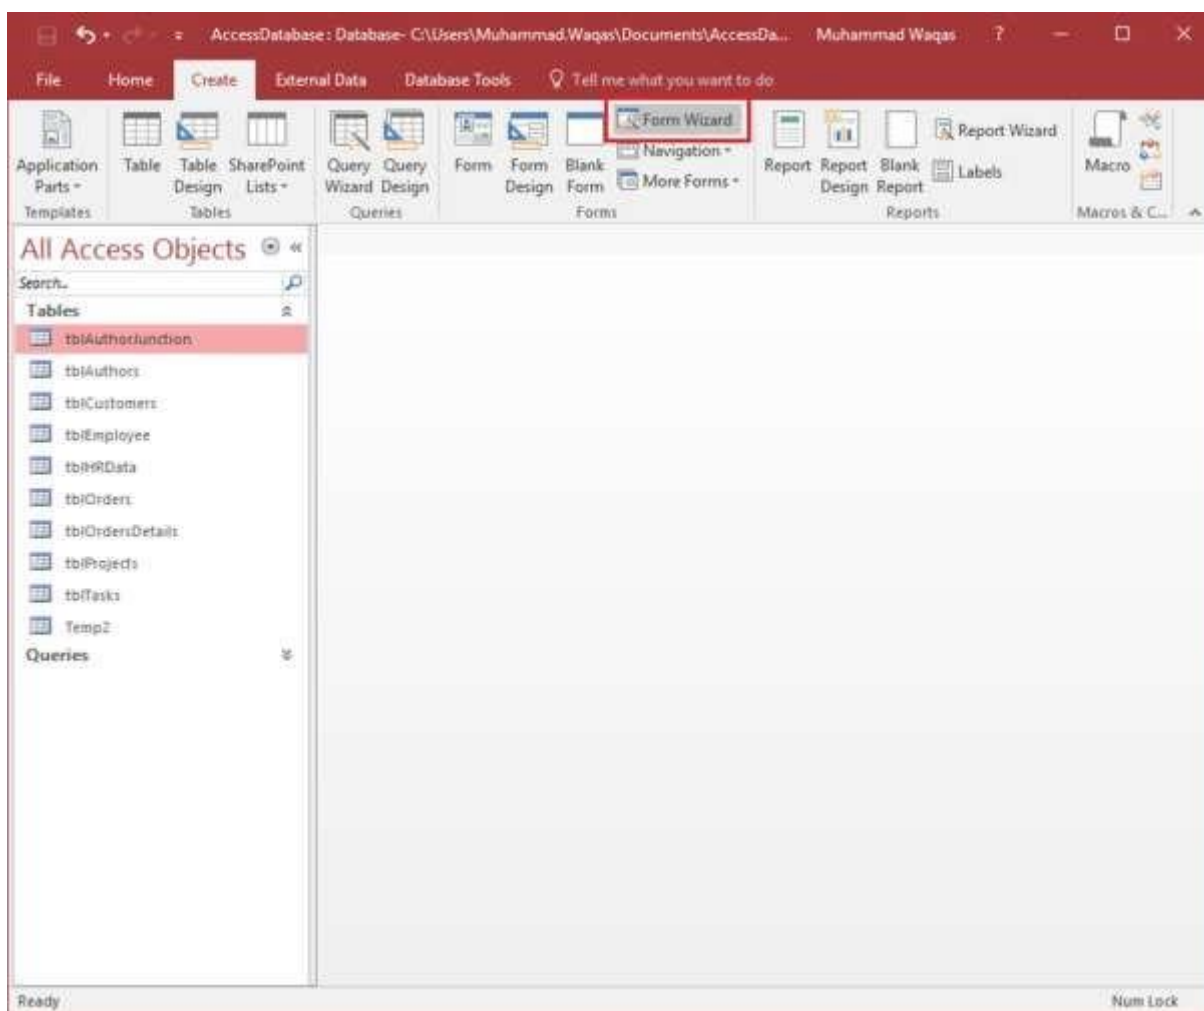 AccessDatabase : Database- C:\Users\Muhammad.Waqas\Documents\AccessDa... Muhammad Waqas ?
File Home Create External Data Database Tools Tell me what you want to do
Application Parts
Table
Table Design
SharePoint Lists
Query Wizard
Query Design
Form
Form Design
Blank Form
Form Wizard
Navigation
More Forms
Report
Report Design
Blank Report
Report Wizard
Labels
Macro
Templates Tables Queries Forms Reports Macros & C...
All Access Objects
Search...
Tables
tblAuthorJunction
tblAuthors
tblCustomers
tblEmployee
tblHRData
tblOrders
tblOrdersDetails
tblProjects
tblTasks
Temp2
Queries
Ready Num Lock